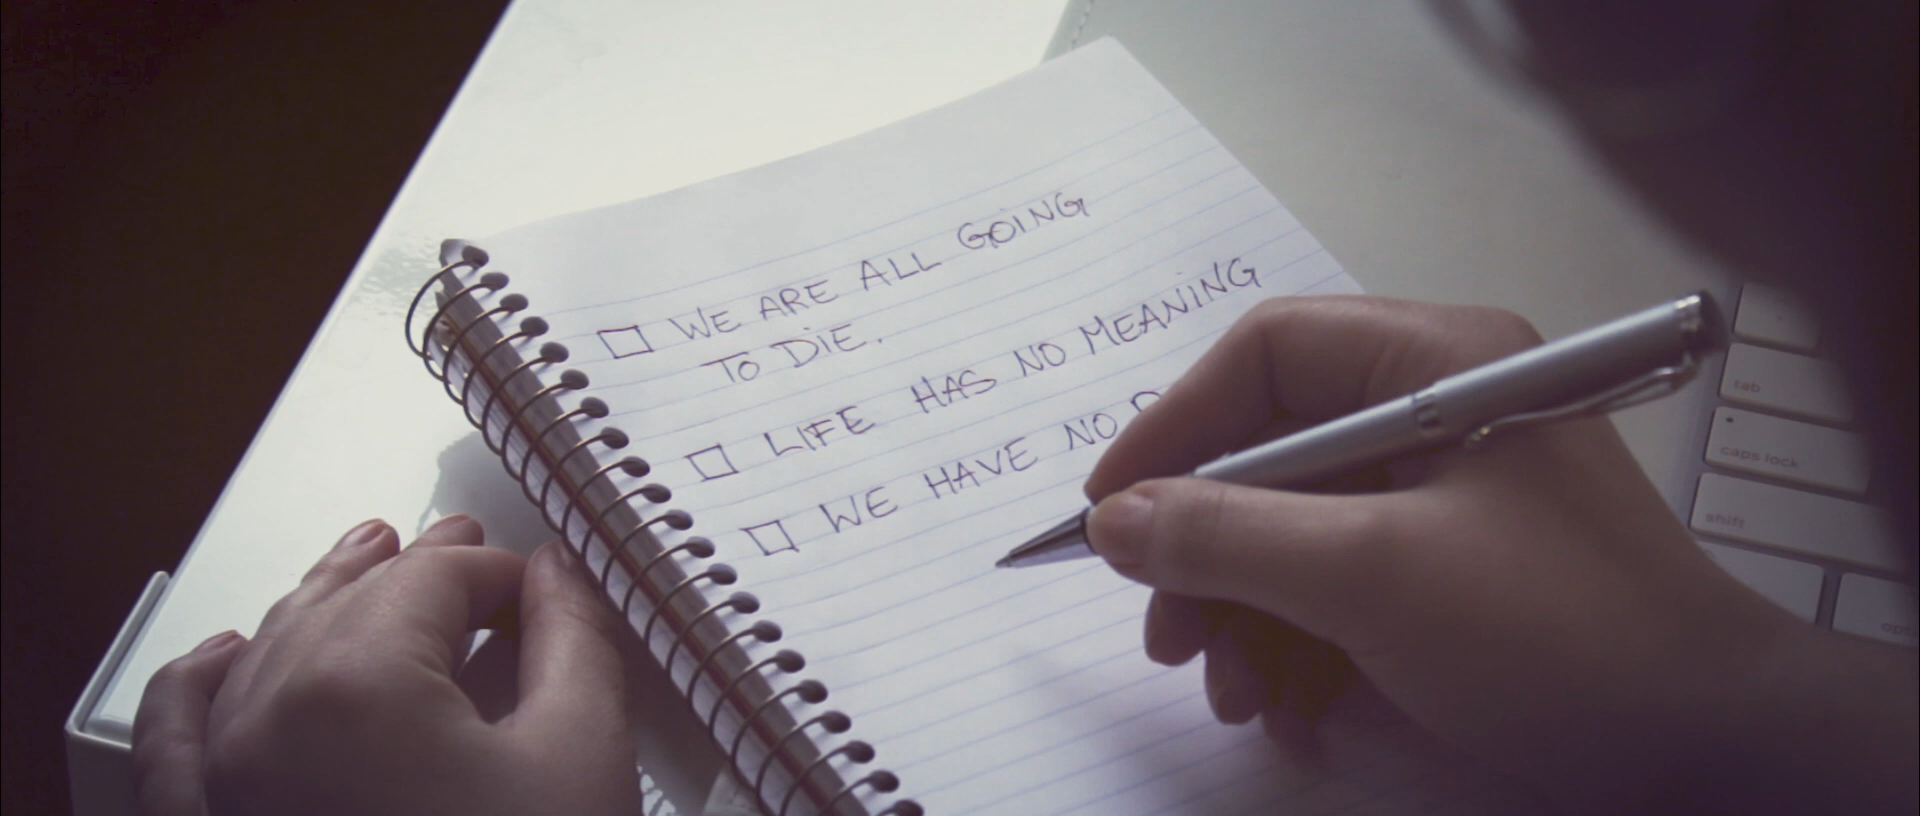 WE ARE ALL GOING
TO DIE.
LIFE HAS NO MEANING
WE HAVE NO
tab
caps lock
shift